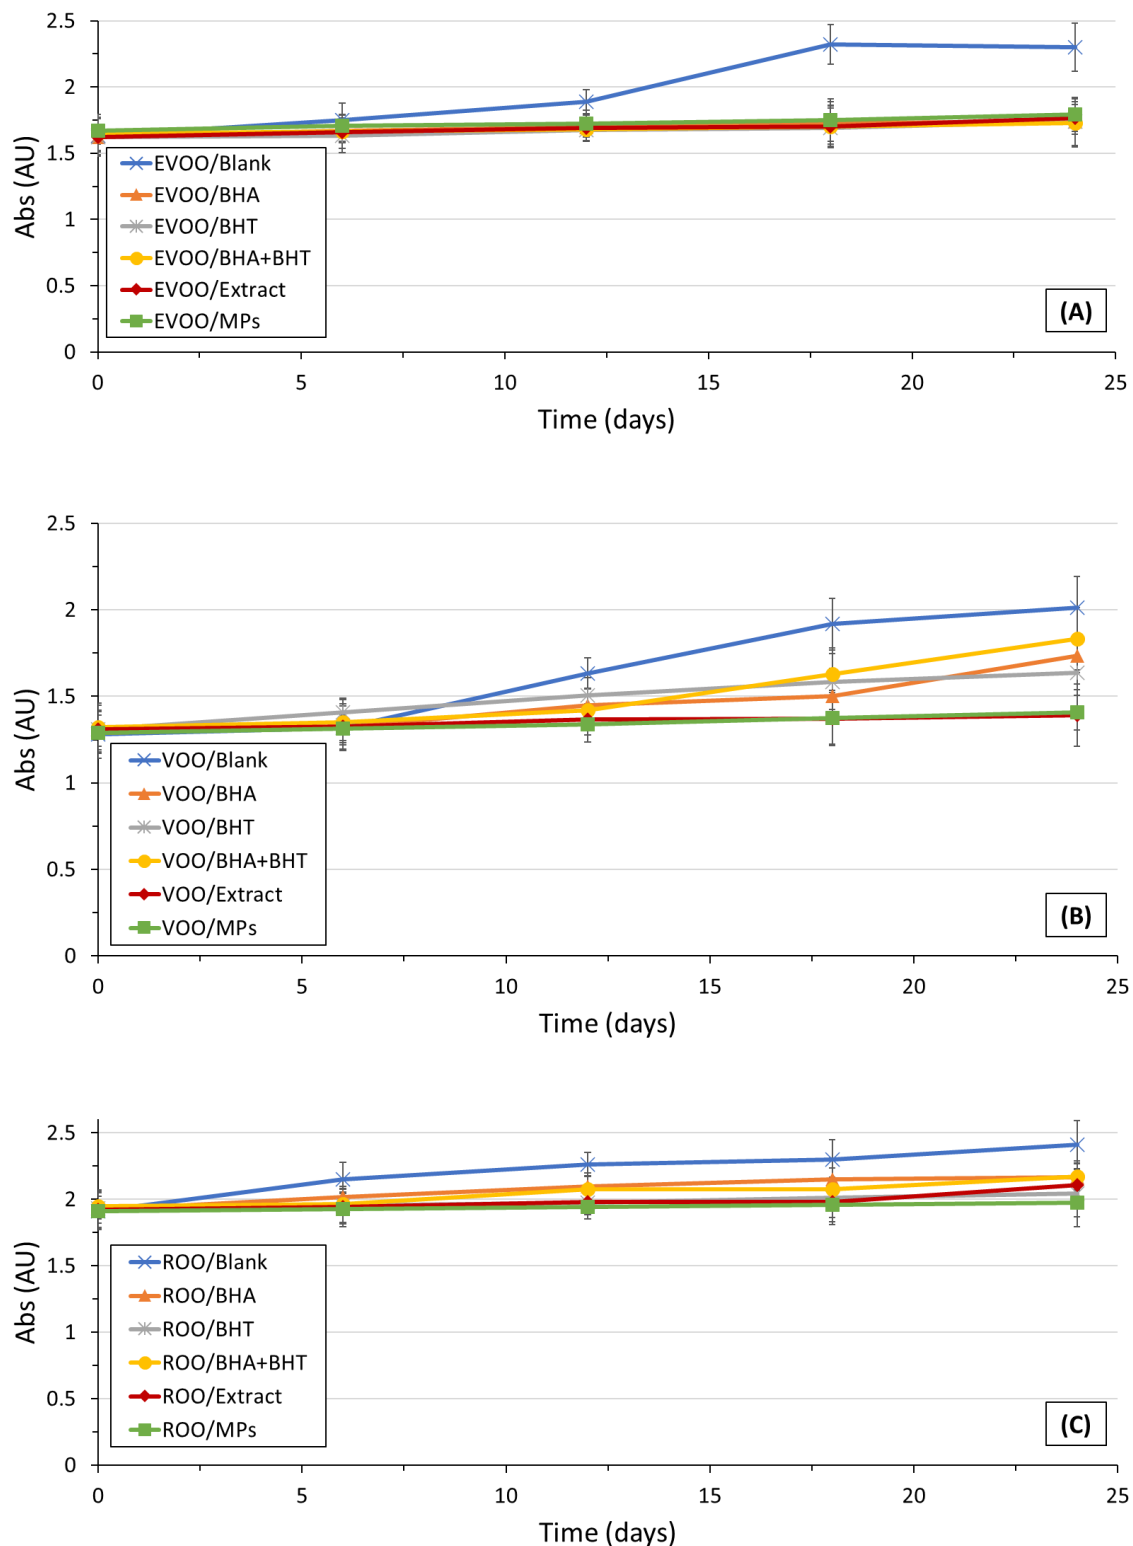 2.5
2
1.5
1
0.5
0
Abs (AU)
EVOO/Blank
EVOO/BHA
EVOO/BHT
EVOO/BHA+BHT
EVOO/Extract
EVOO/MPs
(A)
0 5 10 15 20 25
Time (days)
2.5
2
1.5
1
0.5
0
Abs (AU)
VOO/Blank
VOO/BHA
VOO/BHT
VOO/BHA+BHT
VOO/Extract
VOO/MPs
(B)
0 5 10 15 20 25
Time (days)
2.5
2
1.5
1
0.5
0
Abs (AU)
ROO/Blank
ROO/BHA
ROO/BHT
ROO/BHA+BHT
ROO/Extract
ROO/MPs
(C)
0 5 10 15 20 25
Time (days)